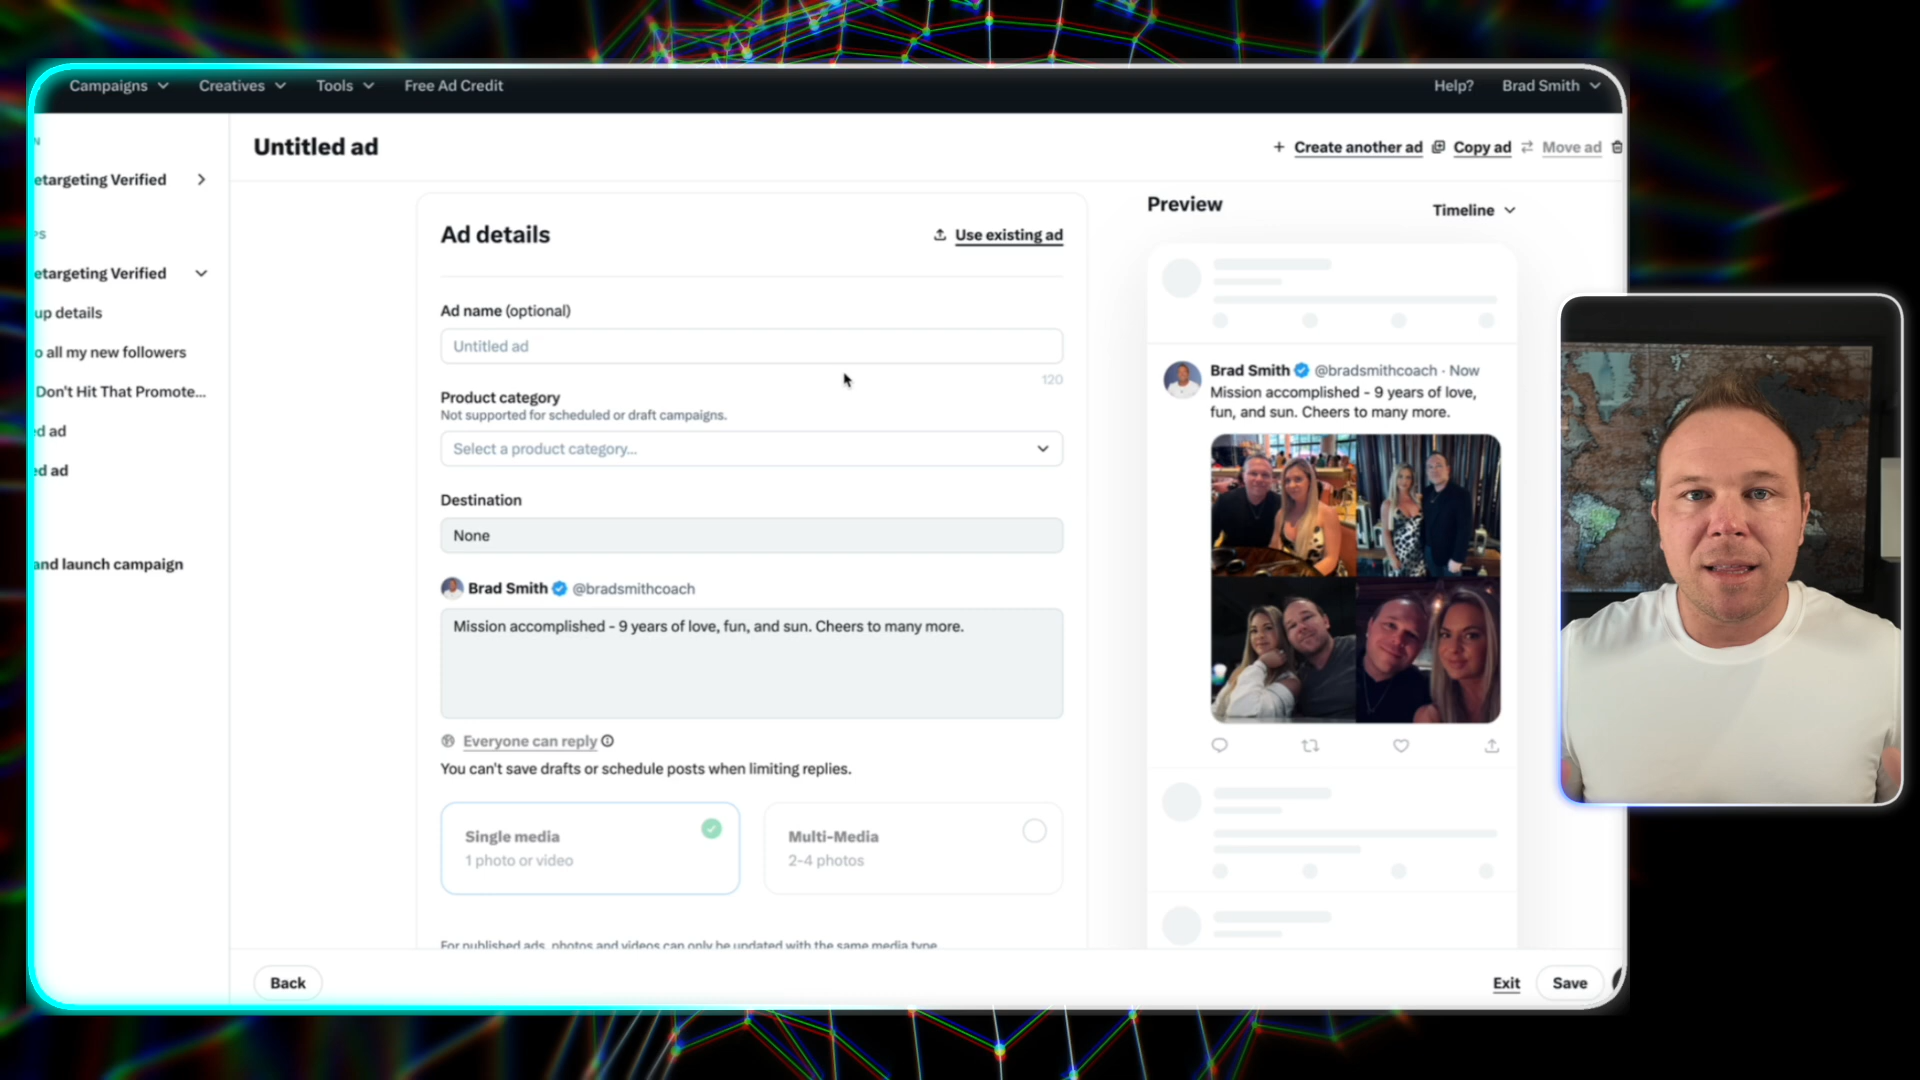 Campaigns
Creatives
Tools
Free Ad Credit
Help?
Brad Smith
N
etargeting Verified
PS
etargeting Verified
up details
o all my new followers
Don't Hit That Promote...
ed ad
ed ad
and launch campaign
Untitled ad
+ Create another ad
Copy ad
Move ad
Ad details
Use existing ad
Ad name (optional)
Untitled ad
120
Product category
Not supported for scheduled or draft campaigns.
Select a product category...
Destination
None
Brad Smith @bradsmithcoach
Mission accomplished - 9 years of love, fun, and sun. Cheers to many more.
Everyone can reply
You can't save drafts or schedule posts when limiting replies.
Single media
1 photo or video
Multi-Media
2-4 photos
For published ads, photos and videos can only be updated with the same media type
Preview
Timeline
Brad Smith @bradsmithcoach · Now
Mission accomplished - 9 years of love,
fun, and sun. Cheers to many more.
Back
Exit
Save